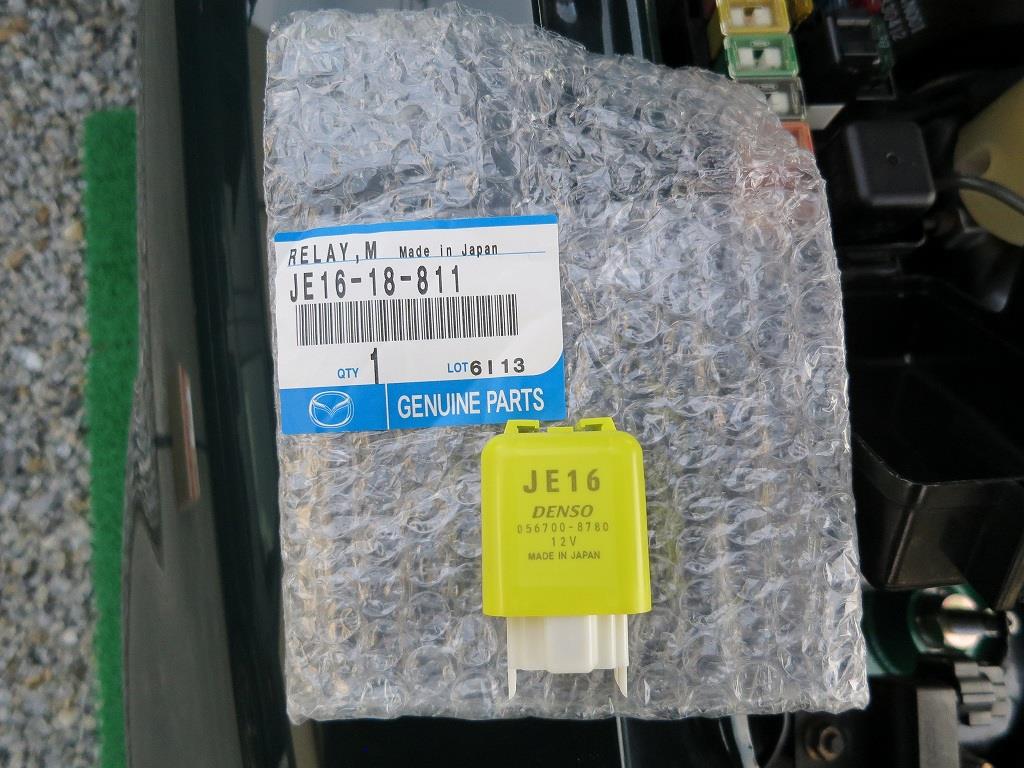 RELAY,M Made in Japan
JE16-18-811
QTY 1 LOT 6I13
GENUINE PARTS
JE16
DENSO
056700-8780
12V
MADE IN JAPAN